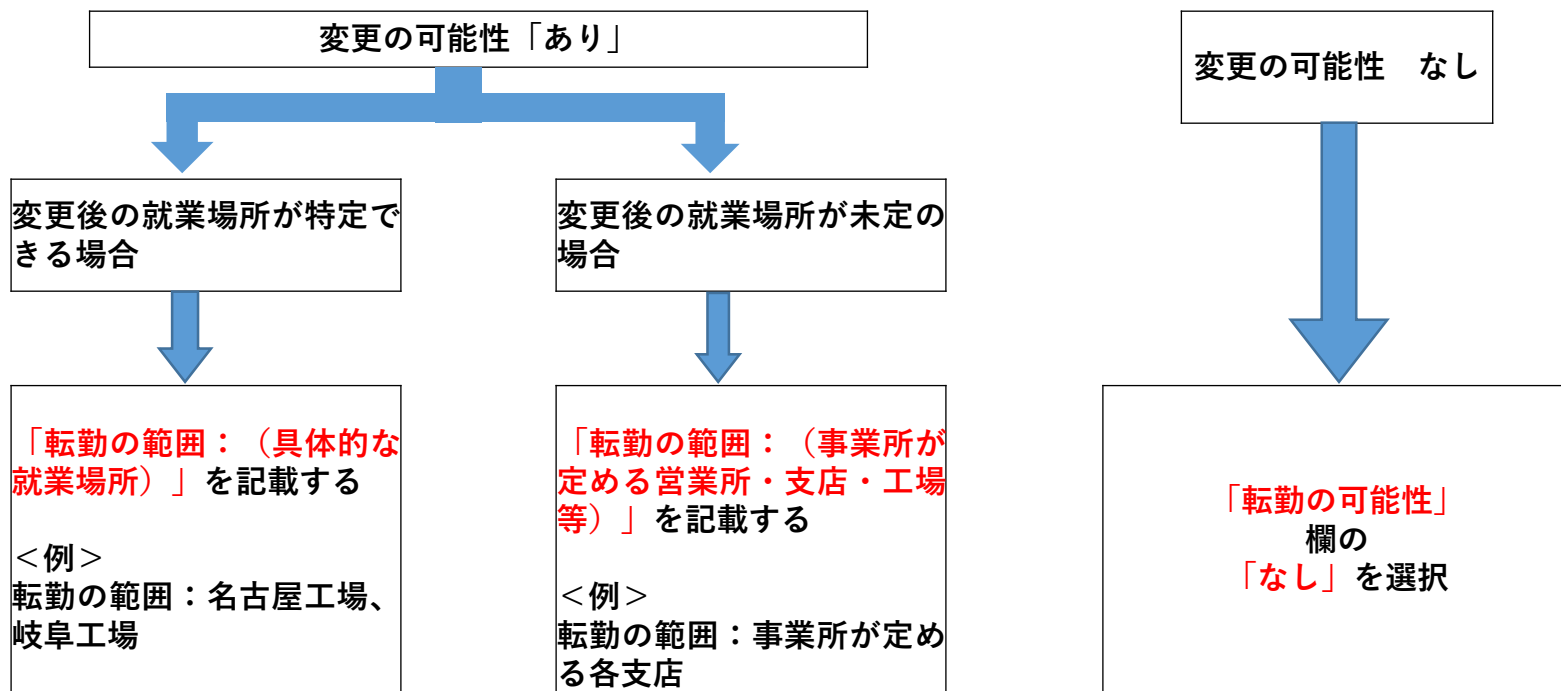 変更の可能性「あり」
変更の可能性　なし
変更後の就業場所が特定で
きる場合
変更後の就業場所が未定の
場合
「転勤の範囲：（具体的な
就業場所）」を記載する
＜例＞
転勤の範囲：名古屋工場、
岐阜工場
「転勤の範囲：（事業所が
定める営業所・支店・工場
等）」を記載する
＜例＞
転勤の範囲：事業所が定め
る各支店
「転勤の可能性」
欄の
「なし」を選択